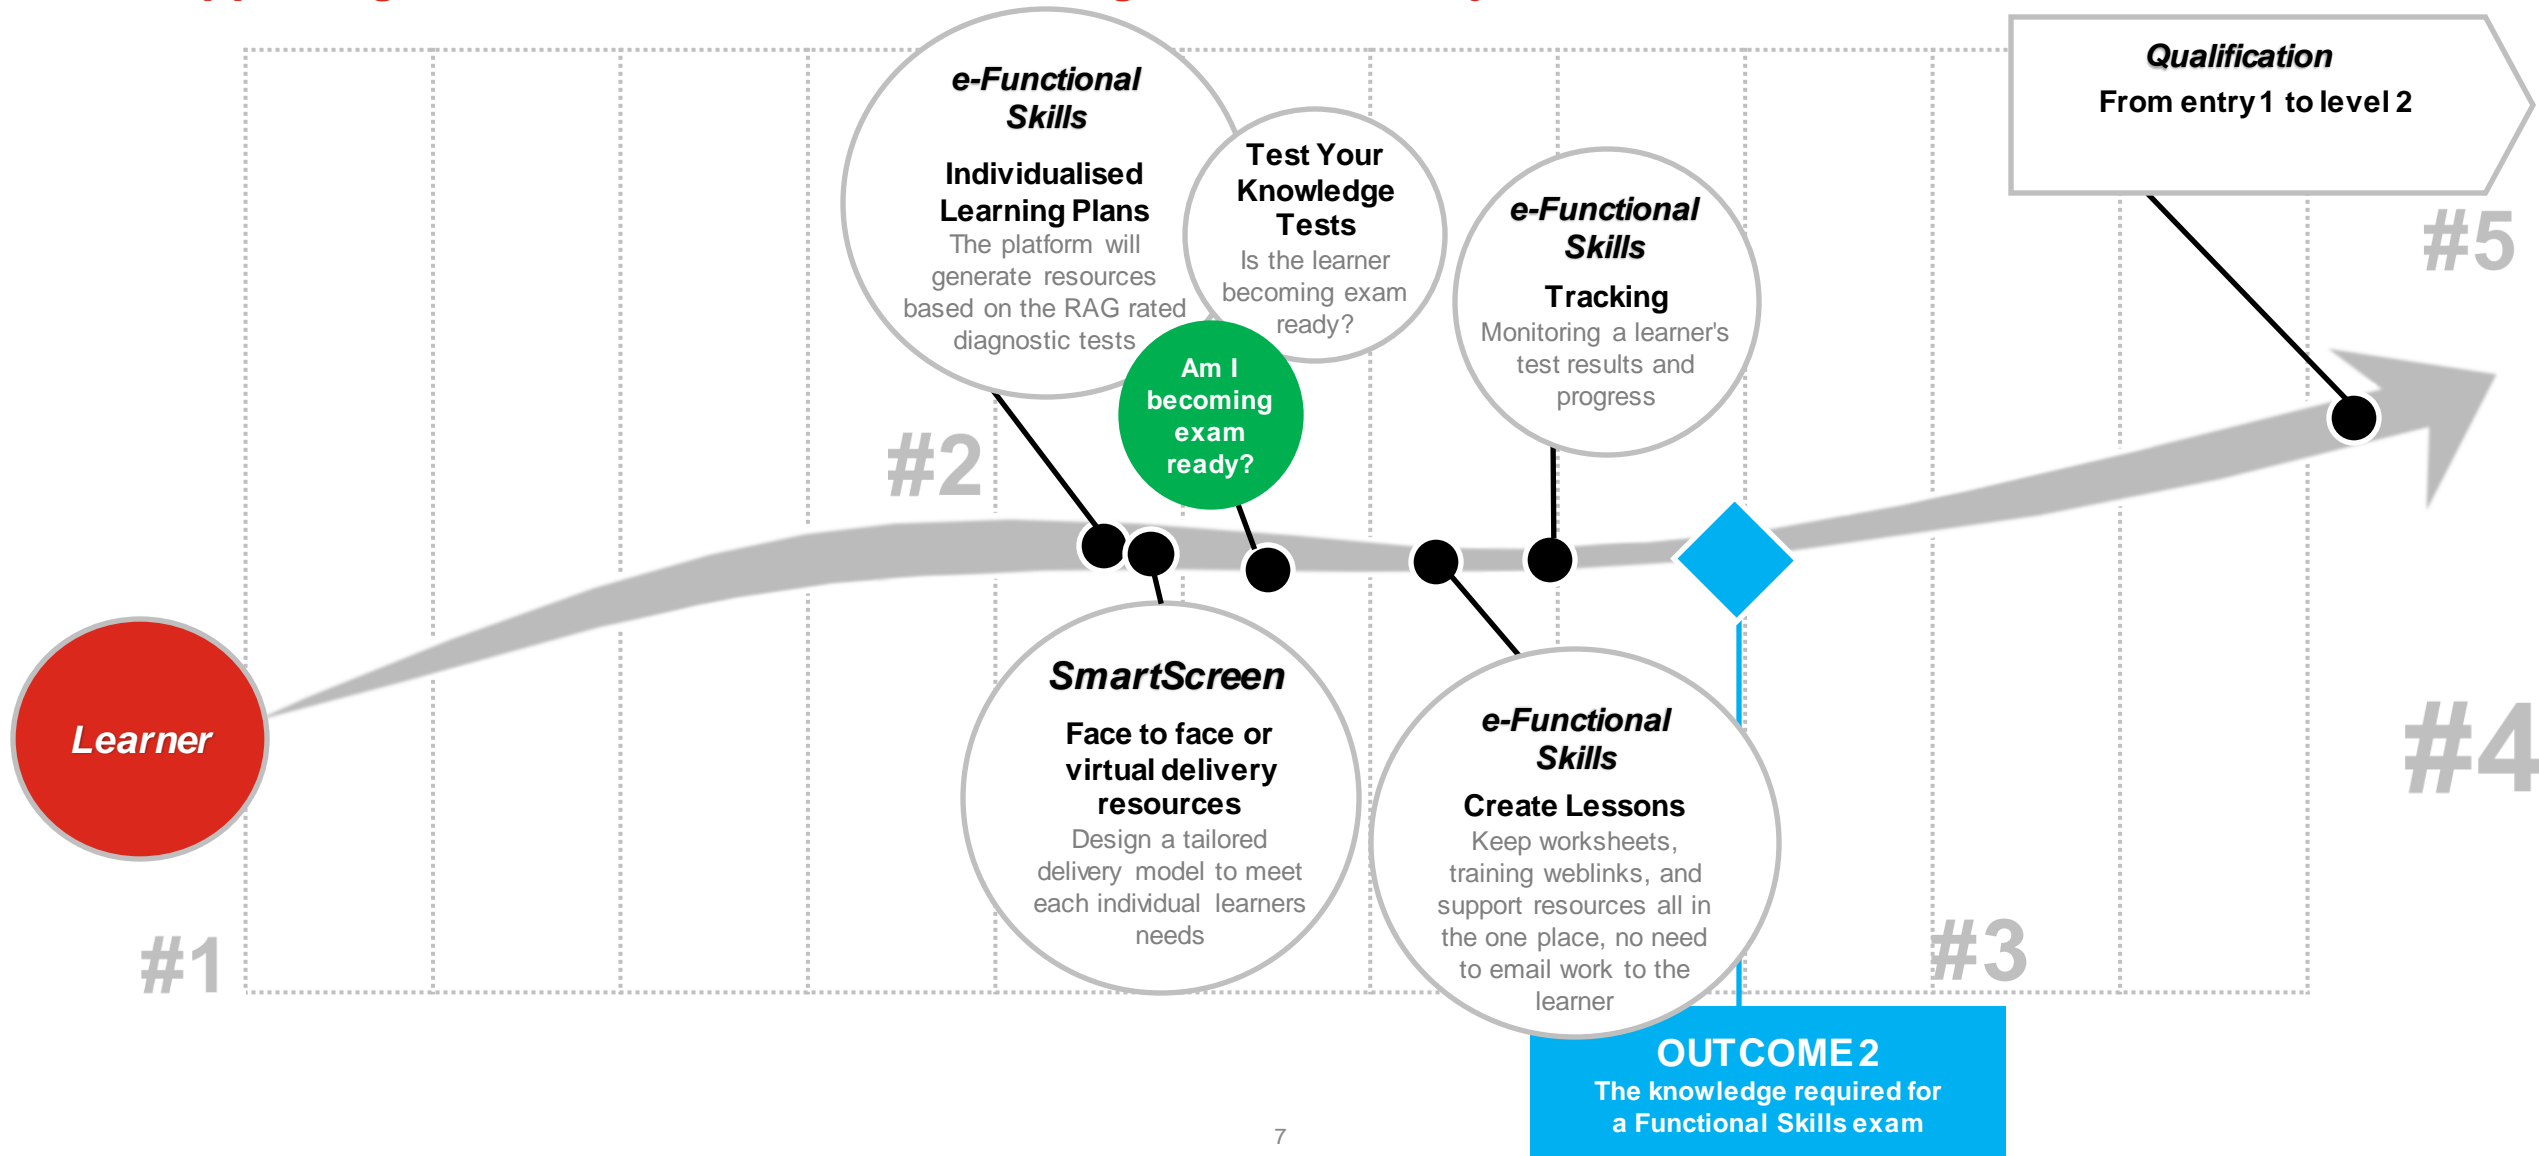 e-Functional
Skills
Individualised
Learning Plans
The platform will
generate resources
based on the RAG rated
diagnostic tests
Test Your
Knowledge
Tests
Is the learner
becoming exam
ready?
Am I
becoming
exam
ready?
e-Functional
Skills
Tracking
Monitoring a learner's
test results and
progress
Qualification
From entry 1 to level 2
#5
#2
Learner
#1
SmartScreen
Face to face or
virtual delivery
resources
Design a tailored
delivery model to meet
each individual learners
needs
e-Functional
Skills
Create Lessons
Keep worksheets,
training weblinks, and
support resources all in
the one place, no need
to email work to the
learner
#4
#3
OUTCOME 2
The knowledge required for
a Functional Skills exam
7